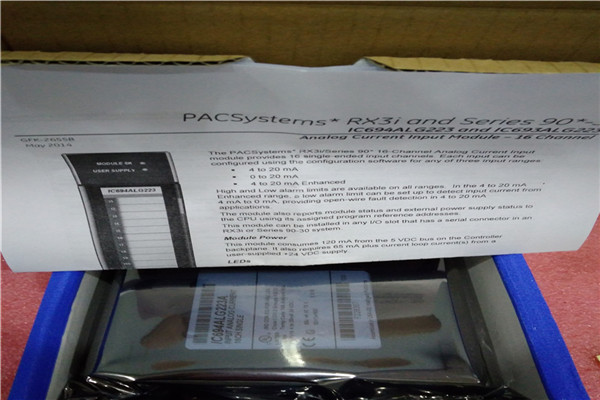 PACSystems* RX3i and Series 90*-
IC694ALG223 and IC693ALG223
Analog Current Input Module – 16 Channel
GFK-2655B
May 2014
The PACSystems* RX3i/Series 90* 16-Channel Analog Current Input
module provides 16 single-ended input channels. Each input can be
configured using the configuration software for any of three input ranges:
• 4 to 20 mA
• 0 to 20 mA
• 4 to 20 mA Enhanced
High and Low alarm limits are available on all ranges. In the 4 to 20 mA
Enhanced range, a low alarm limit can be set up to detect input current from
4 mA to 0 mA, providing open-wire fault detection in 4 to 20 mA
applications.
The module also reports module status and external power supply status to
the CPU using its assigned program reference addresses.
This module can be installed in any I/O slot that has a serial connector in an
RX3i or Series 90-30 system.
Module Power
This module consumes 120 mA from the 5 VDC bus on the Controller
backplane. It also requires 65 mA plus current loop current(s) from a
user-supplied +24 VDC supply.
LEDs
MODULE OK
USER SUPPLY
IC694ALG223
IC694ALG223A
INPUT ANALOG CURRENT
16CH SINGLE